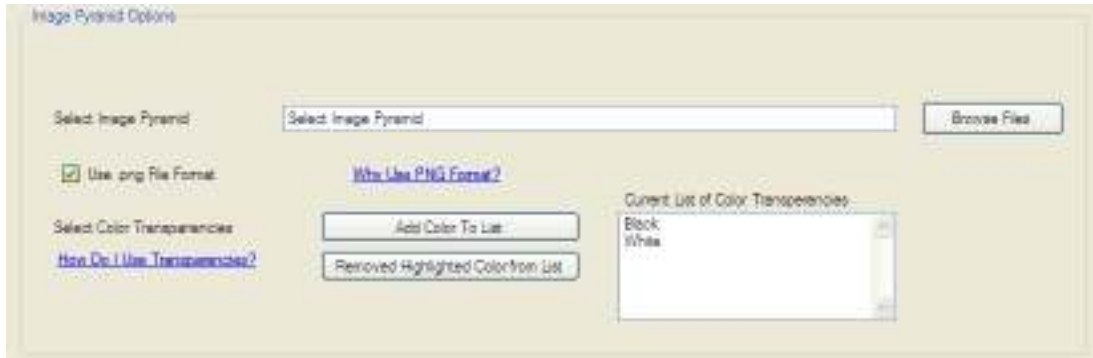 Image Pyramid Options
Select Image Pyramid
Select Image Pyramid
Browse Files
Use .png File Format
Why Use PNG Format?
Current List of Color Transparencies
Select Color Transparencies
Add Color To List
Black
White
How Do I Use Transparencies?
Removed Highlighted Color from List